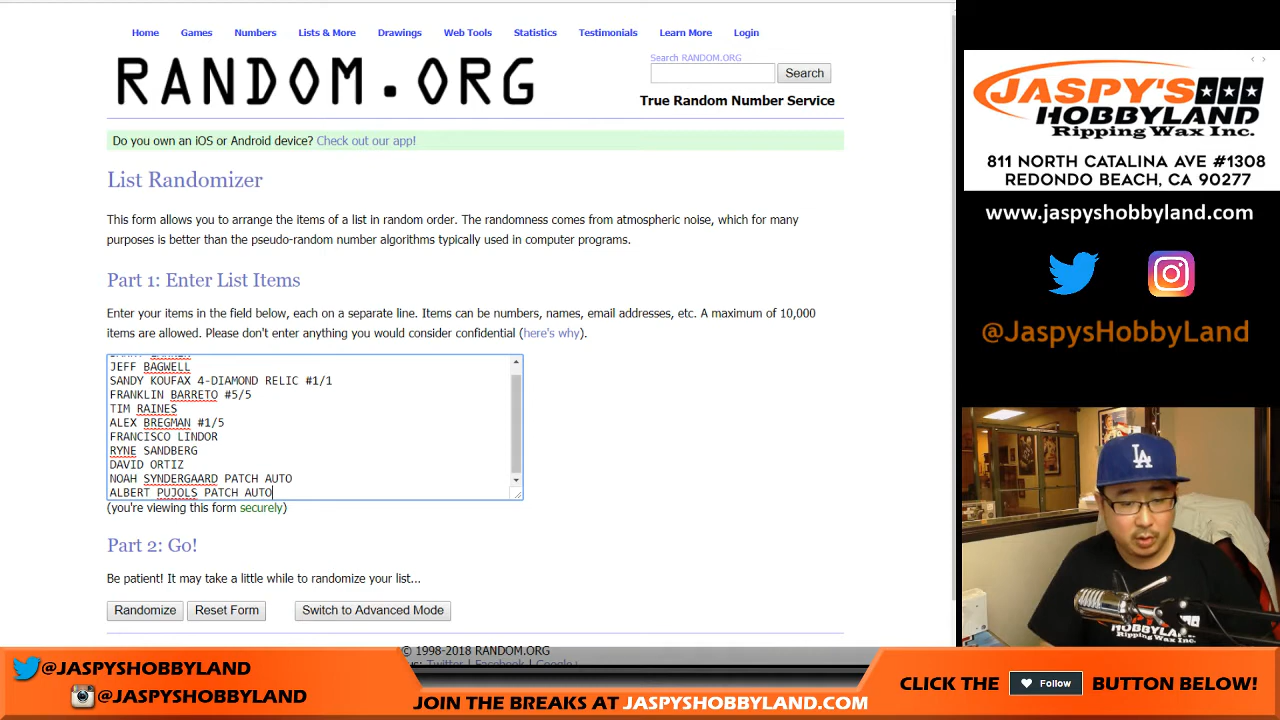 Home Games Numbers Lists & More Drawings Web Tools Statistics Testimonials Learn More Login
RANDOM.ORG
Search RANDOM.ORG
Search
True Random Number Service
Do you own an iOS or Android device? Check out our app!
List Randomizer
This form allows you to arrange the items of a list in random order. The randomness comes from atmospheric noise, which for many
purposes is better than the pseudo-random number algorithms typically used in computer programs.
Part 1: Enter List Items
Enter your items in the field below, each on a separate line. Items can be numbers, names, email addresses, etc. A maximum of 10,000
items are allowed. Please don't enter anything you would consider confidential (here's why).
JEFF BAGWELL
SANDY KOUFAX 4-DIAMOND RELIC #1/1
FRANKLIN BARRETO #5/5
TIM RAINES
ALEX BREGMAN #1/5
FRANCISCO LINDOR
RYNE SANDBERG
DAVID ORTIZ
NOAH SYNDERGAARD PATCH AUTO
ALBERT PUJOLS PATCH AUTO
(you're viewing this form securely)
Part 2: Go!
Be patient! It may take a little while to randomize your list...
Randomize Reset Form Switch to Advanced Mode
© 1998-2018 RANDOM.ORG
JASPY'S
HOBBYLAND
Ripping Wax Inc.
811 NORTH CATALINA AVE #1308
REDONDO BEACH, CA 90277
www.jaspyshobbyland.com
@JaspysHobbyLand
LA
HOBBYLAND
Ripping Wax Inc.
@JASPYSHOBBYLAND
@JASPYSHOBBYLAND
JOIN THE BREAKS AT JASPYSHOBBYLAND.COM
CLICK THE Follow BUTTON BELOW!